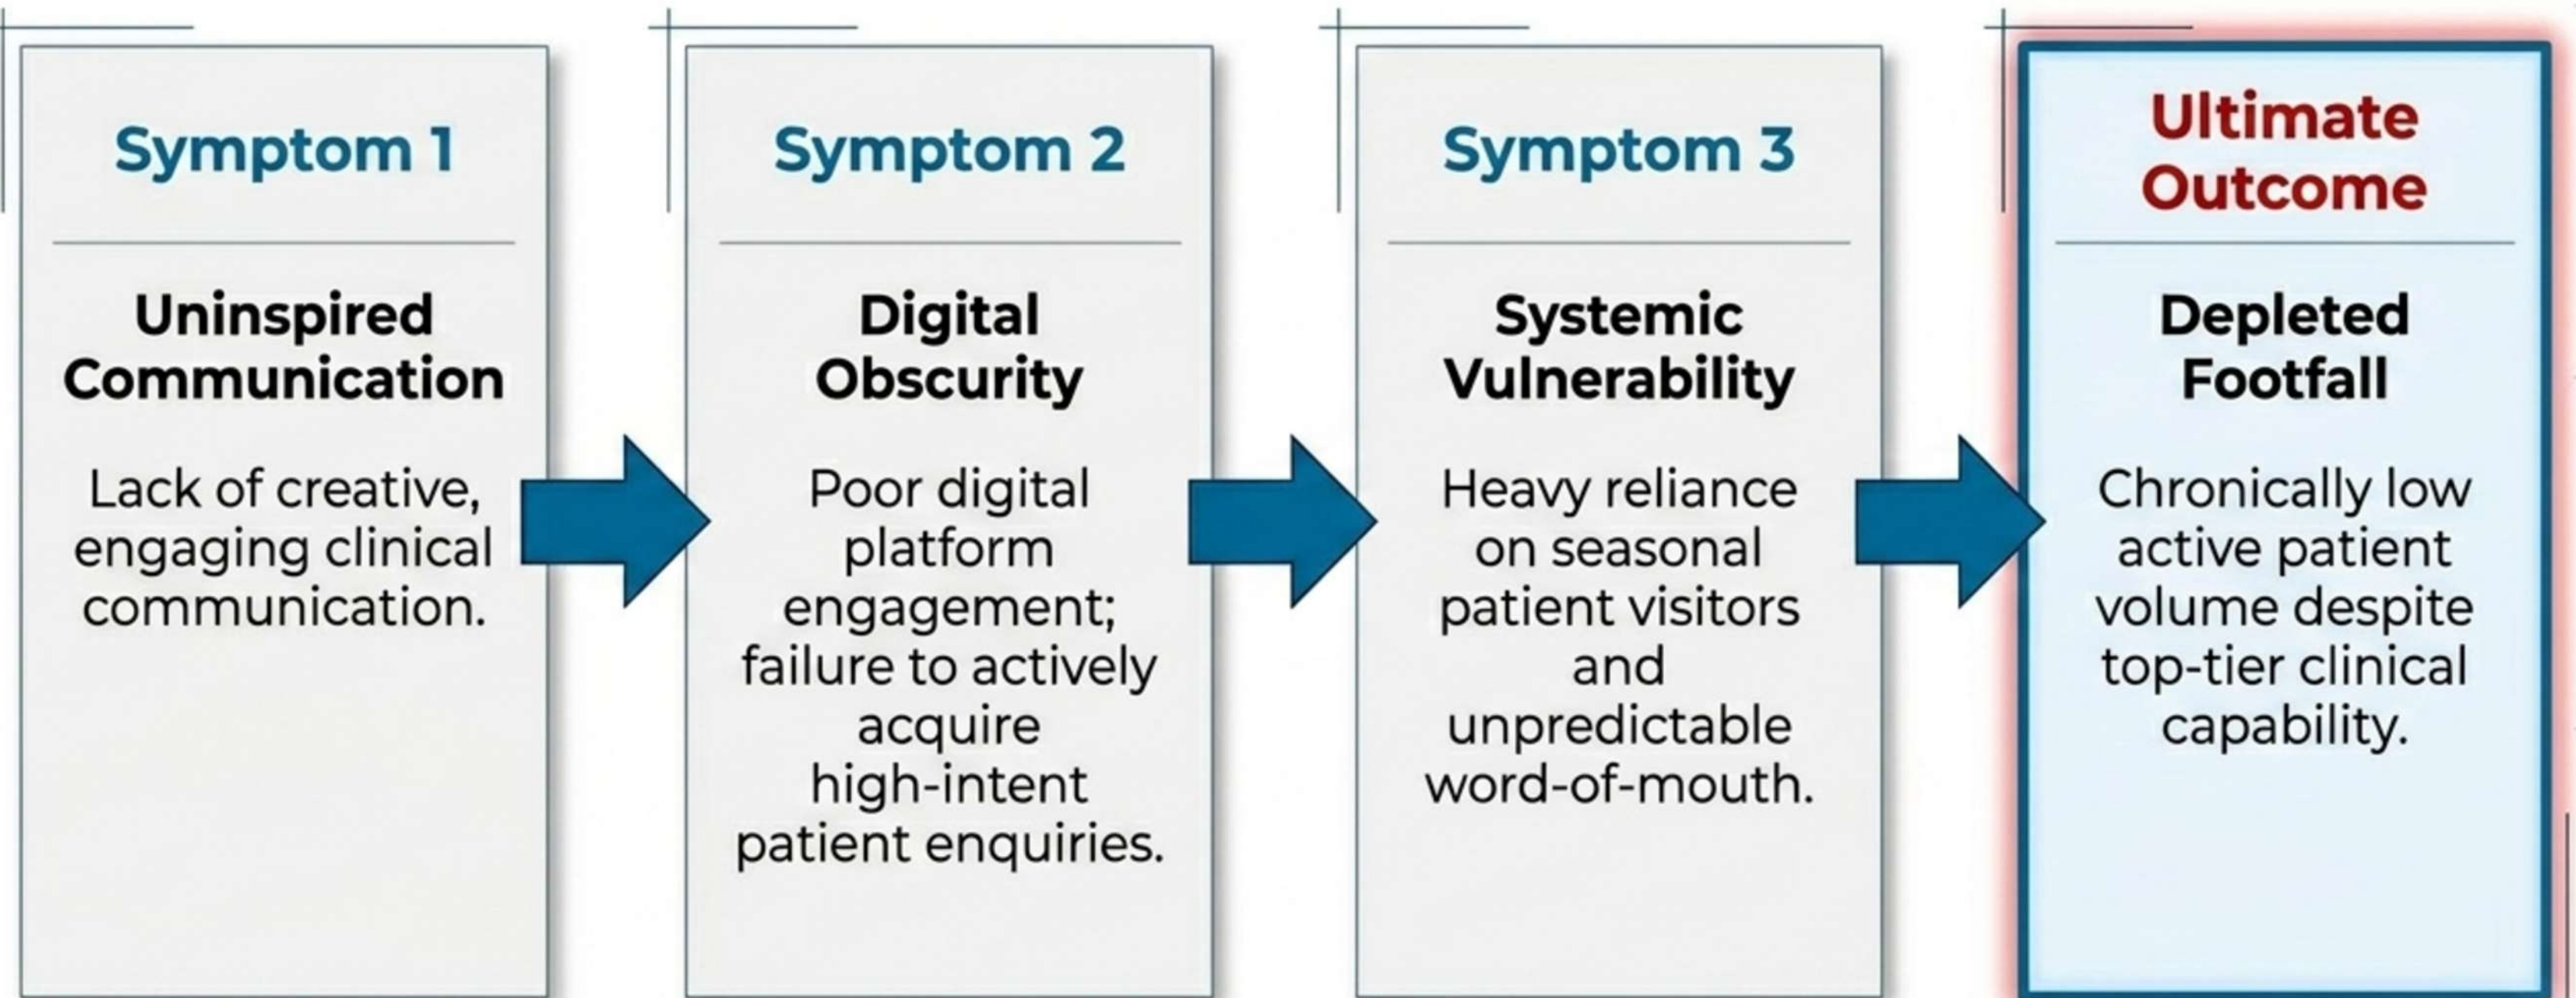 Symptom 1
Uninspired
Communication
Lack of creative,
engaging clinical
communication.
Symptom 2
Digital
Obscurity
Poor digital
platform
engagement;
failure to actively
acquire
high-intent
patient enquiries.
Symptom 3
Systemic
Vulnerability
Heavy reliance
on seasonal
patient visitors
and
unpredictable
word-of-mouth.
Ultimate
Outcome
Depleted
Footfall
Chronically low
active patient
volume despite
top-tier clinical
capability.